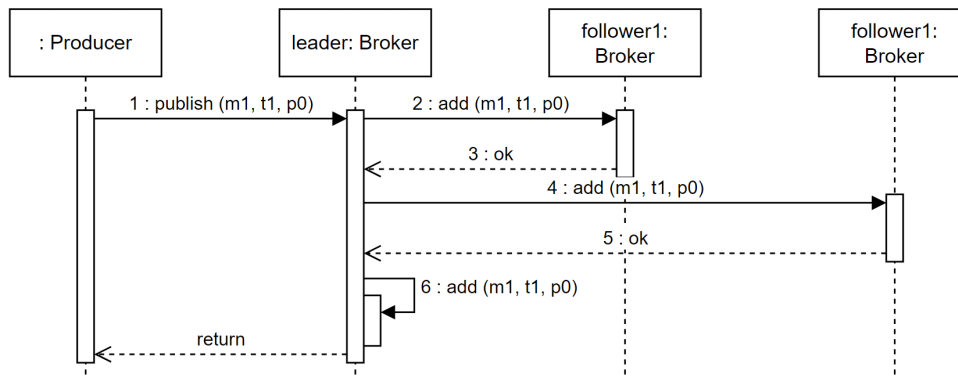 : Producer
leader: Broker
follower1:
Broker
follower1:
Broker
1 : publish (m1, t1, p0)
2 : add (m1, t1, p0)
3 : ok
4 : add (m1, t1, p0)
5 : ok
6 : add (m1, t1, p0)
return